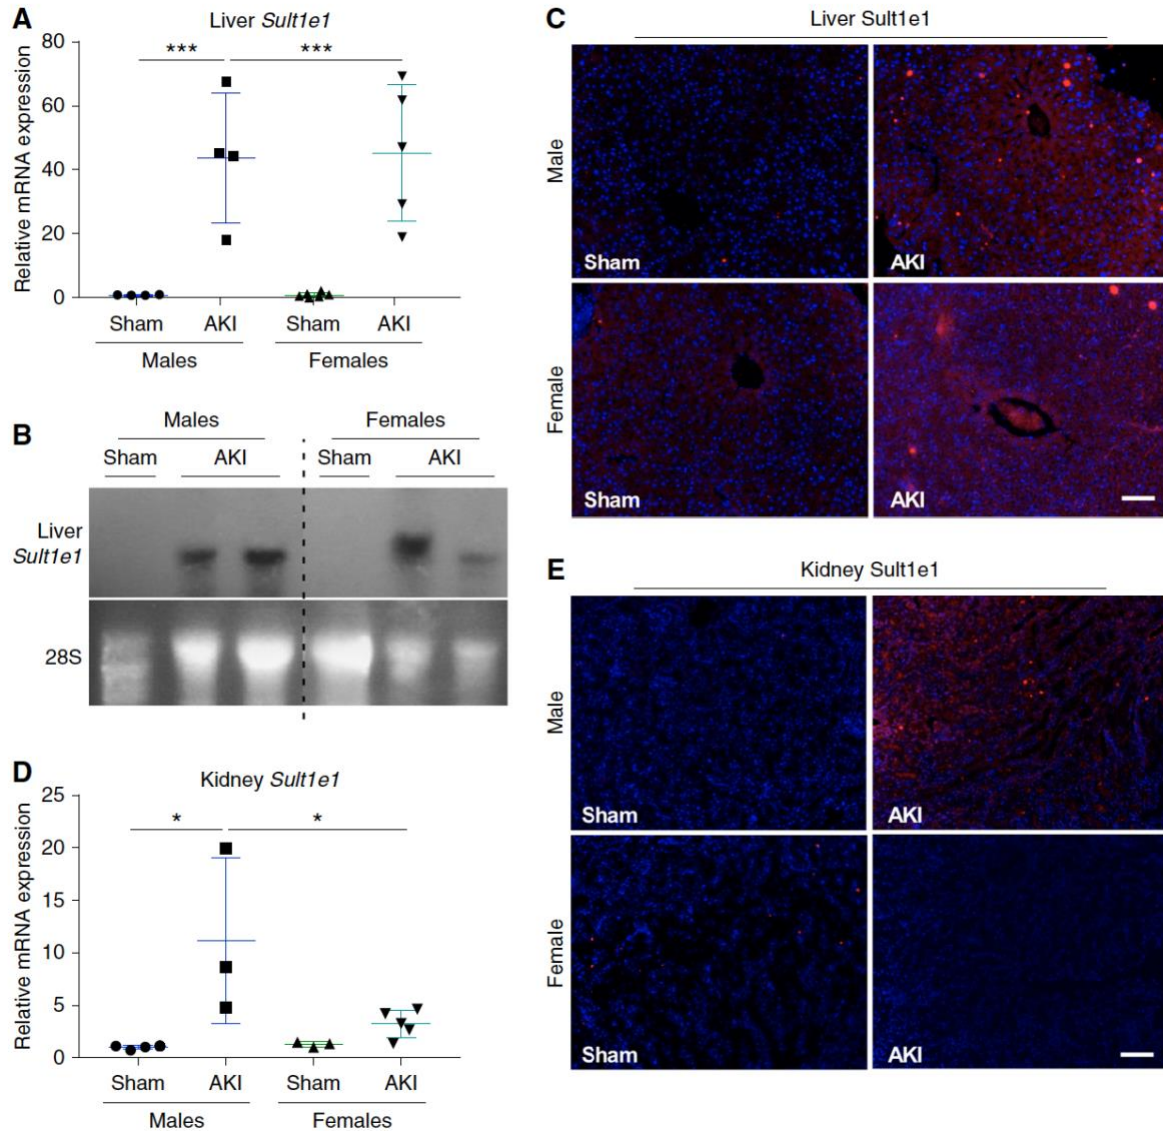 A
Liver Sult1e1
*** ***
Relative mRNA expression
80
60
40
20
0
Sham AKI Sham AKI
Males Females
B
Males Females
Sham AKI Sham AKI
Liver
Sult1e1
28S
D
Kidney Sult1e1
* *
Relative mRNA expression
25
20
15
10
5
0
Sham AKI Sham AKI
Males Females
C
Liver Sult1e1
Male
Sham AKI
Female
Sham AKI
E
Kidney Sult1e1
Male
Sham AKI
Female
Sham AKI